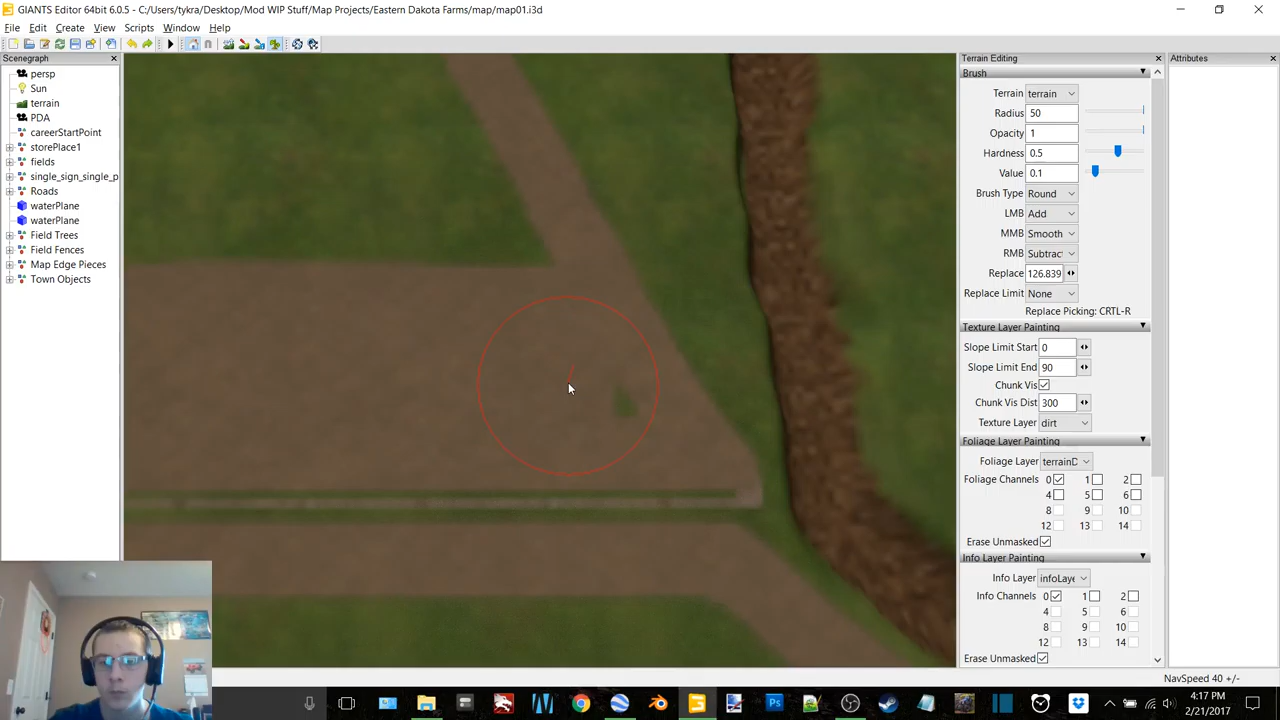 GIANTS Editor 64bit 6.0.5 - C:/Users/tykra/Desktop/Mod WIP Stuff/Map Projects/Eastern Dakota Farms/map/map01.i3d
File Edit Create View Scripts Window Help
Scenegraph
persp
Sun
terrain
PDA
careerStartPoint
storePlace1
fields
single_sign_single_p
Roads
waterPlane
waterPlane
Field Trees
Field Fences
Map Edge Pieces
Town Objects
Terrain Editing
Brush
Terrain terrain
Radius 50
Opacity 1
Hardness 0.5
Value 0.1
Brush Type Round
LMB Add
MMB Smooth
RMB Subtrac
Replace 126.839
Replace Limit None
Replace Picking: CRTL-R
Texture Layer Painting
Slope Limit Start 0
Slope Limit End 90
Chunk Vis
Chunk Vis Dist 300
Texture Layer dirt
Foliage Layer Painting
Foliage Layer terrainD
Foliage Channels 0 1 2
4 5 6
8 9 10
12 13 14
Erase Unmasked
Info Layer Painting
Info Layer infoLaye
Info Channels 0 1 2
4 5 6
8 9 10
12 13 14
Erase Unmasked
Attributes
NavSpeed 40 +/-
4:17 PM
2/21/2017